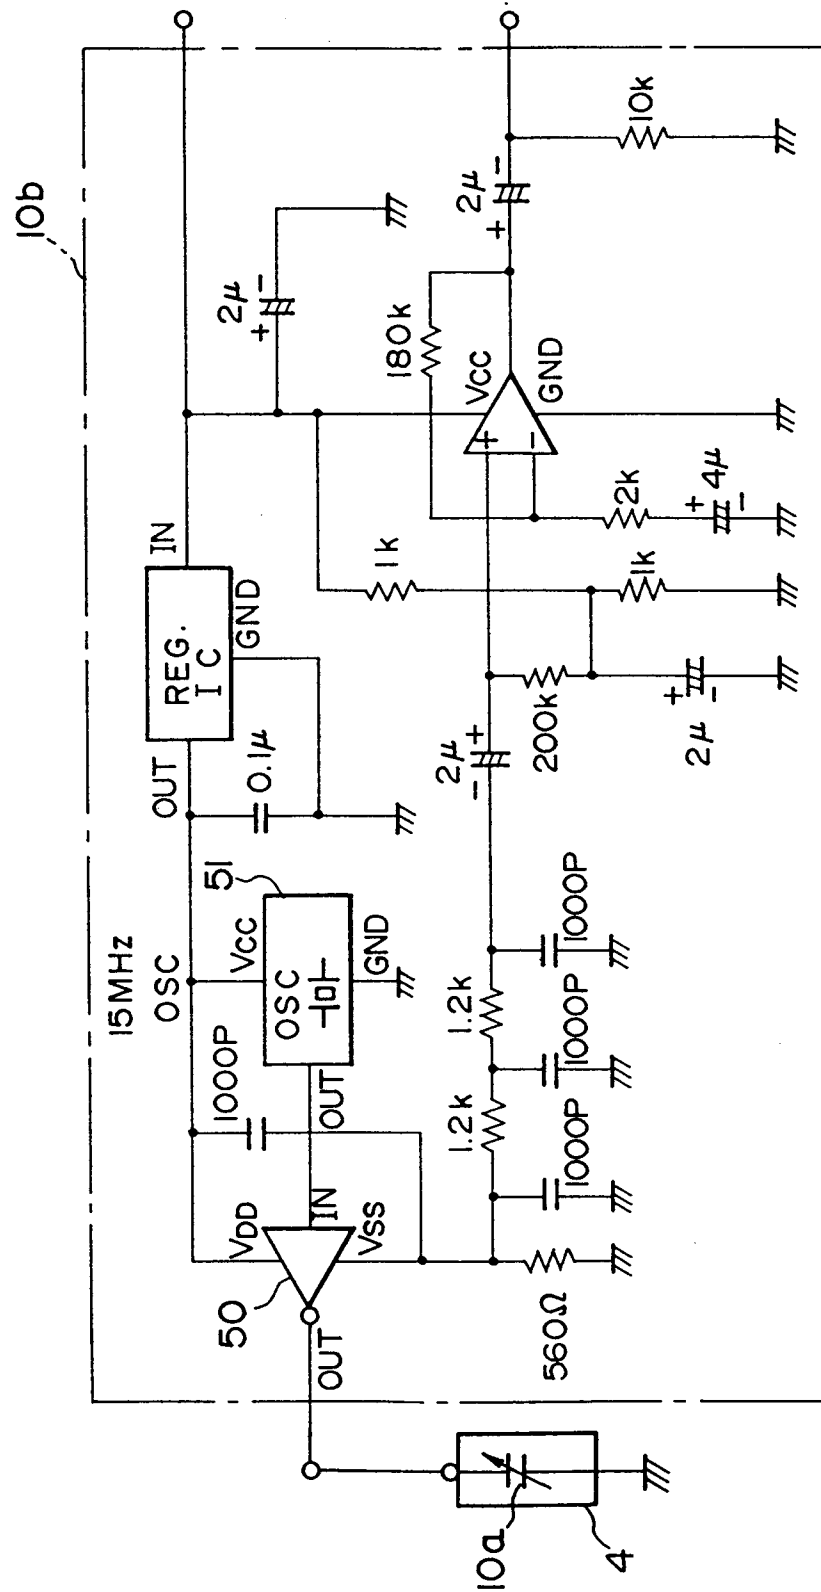 10b
15MHz
OSC
OUT
REG.
IC
IN
GND
2μ
+
-
0.1μ
51
VCC
OSC
GND
OUT
1000P
VDD
IN
VSS
50
OUT
560Ω
1.2k
1.2k
1000P
1000P
1000P
2μ
-
+
200k
+
-
2μ
1k
1k
2k
+
-
4μ
180k
VCC
GND
+
-
2μ
+
-
10k
10a
4